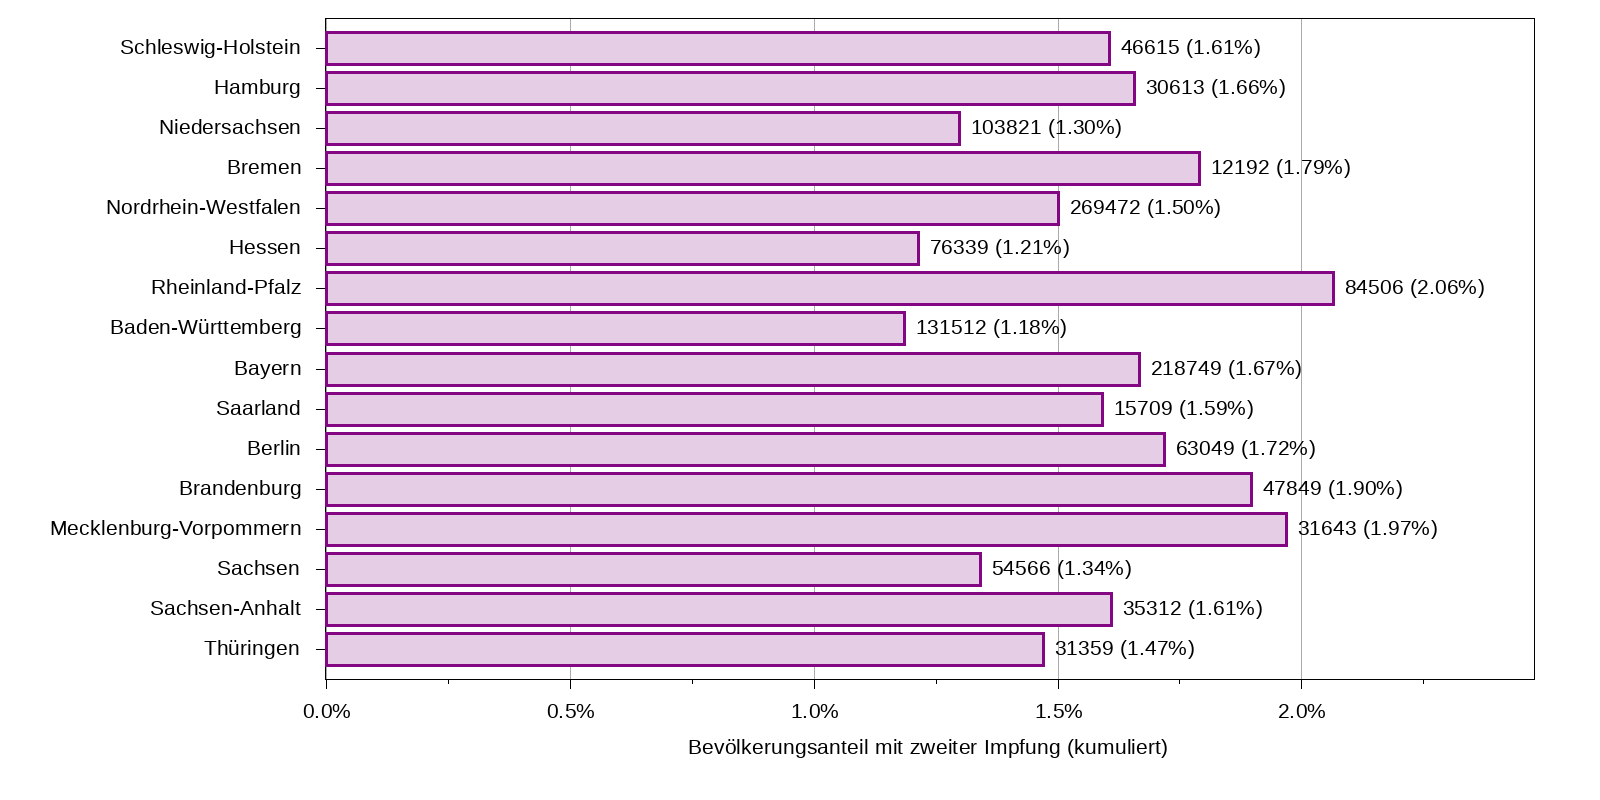 Schleswig-Holstein 46615 (1.61%)
Hamburg 30613 (1.66%)
Niedersachsen 103821 (1.30%)
Bremen 12192 (1.79%)
Nordrhein-Westfalen 269472 (1.50%)
Hessen 76339 (1.21%)
Rheinland-Pfalz 84506 (2.06%)
Baden-Württemberg 131512 (1.18%)
Bayern 218749 (1.67%)
Saarland 15709 (1.59%)
Berlin 63049 (1.72%)
Brandenburg 47849 (1.90%)
Mecklenburg-Vorpommern 31643 (1.97%)
Sachsen 54566 (1.34%)
Sachsen-Anhalt 35312 (1.61%)
Thüringen 31359 (1.47%)
0.0% 0.5% 1.0% 1.5% 2.0%
Bevölkerungsanteil mit zweiter Impfung (kumuliert)